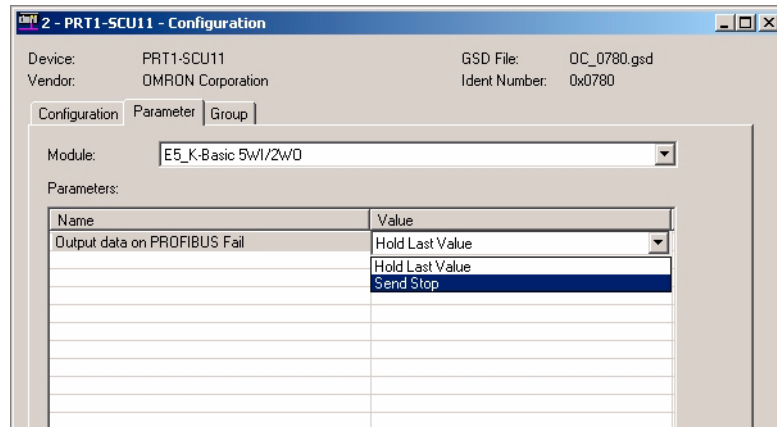 2 - PRT1-SCU11 - Configuration
Device: PRT1-SCU11 GSD File: OC_0780.gsd
Vendor: OMRON Corporation Ident Number: 0x0780
Configuration Parameter Group
Module: E5_K-Basic 5WI/2WO
Parameters:
Name Value
Output data on PROFIBUS Fail Hold Last Value
Hold Last Value
Send Stop